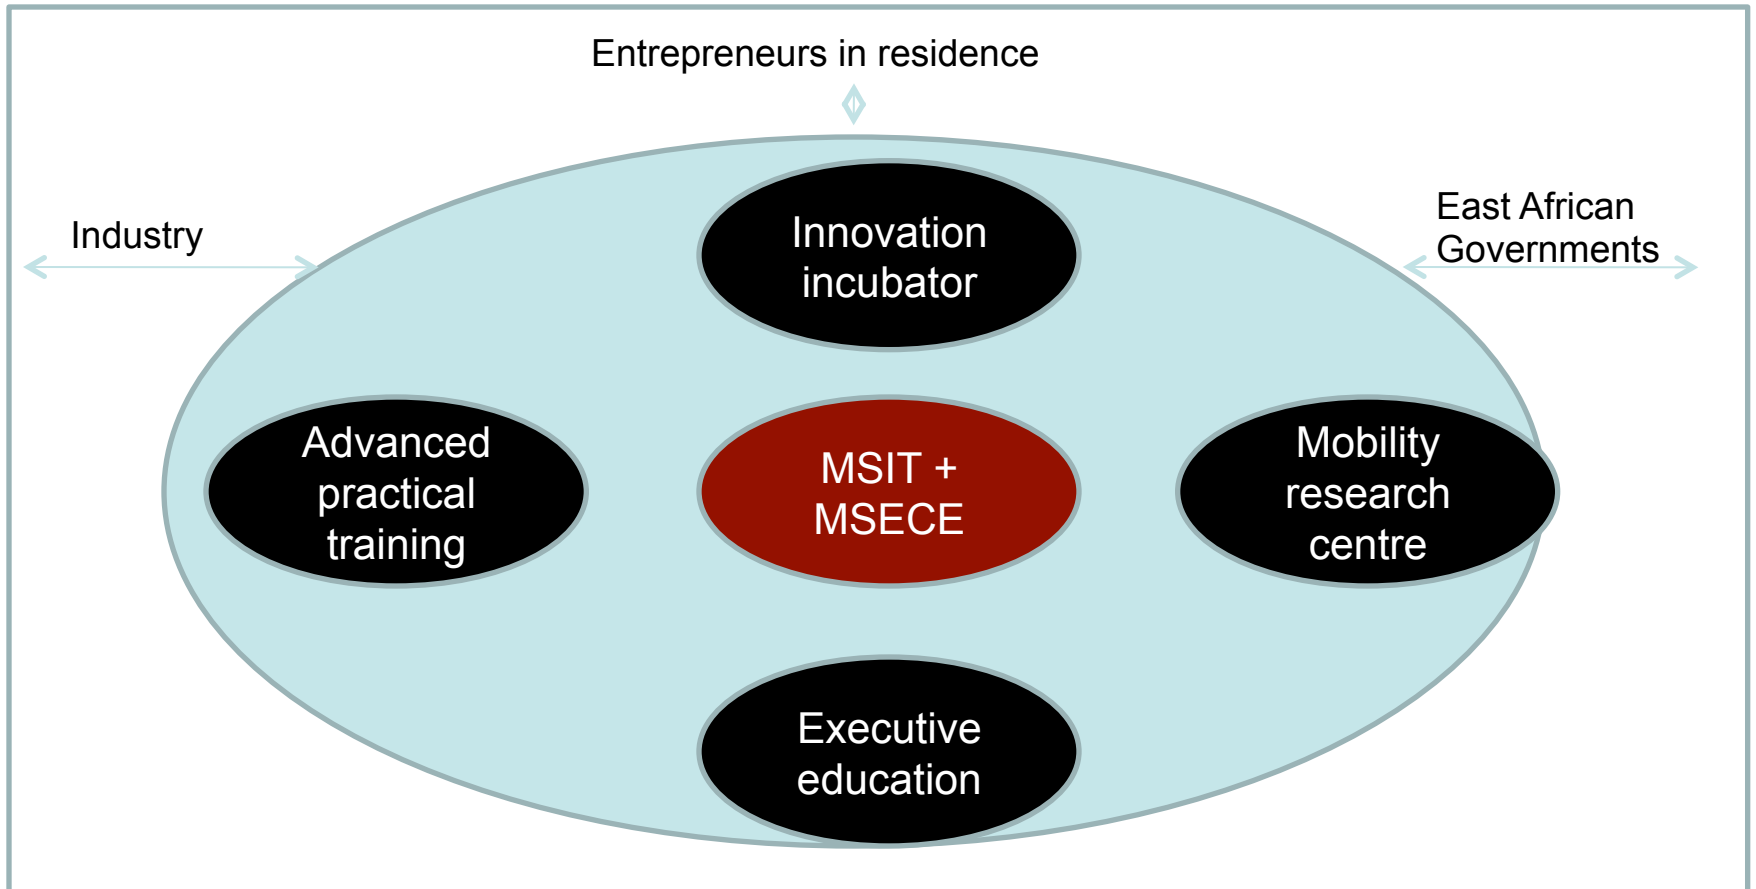 Entrepreneurs in residence
Industry
East African
Governments
Innovation
incubator
Advanced
practical
training
MSIT +
MSECE
Mobility
research
centre
Executive
education